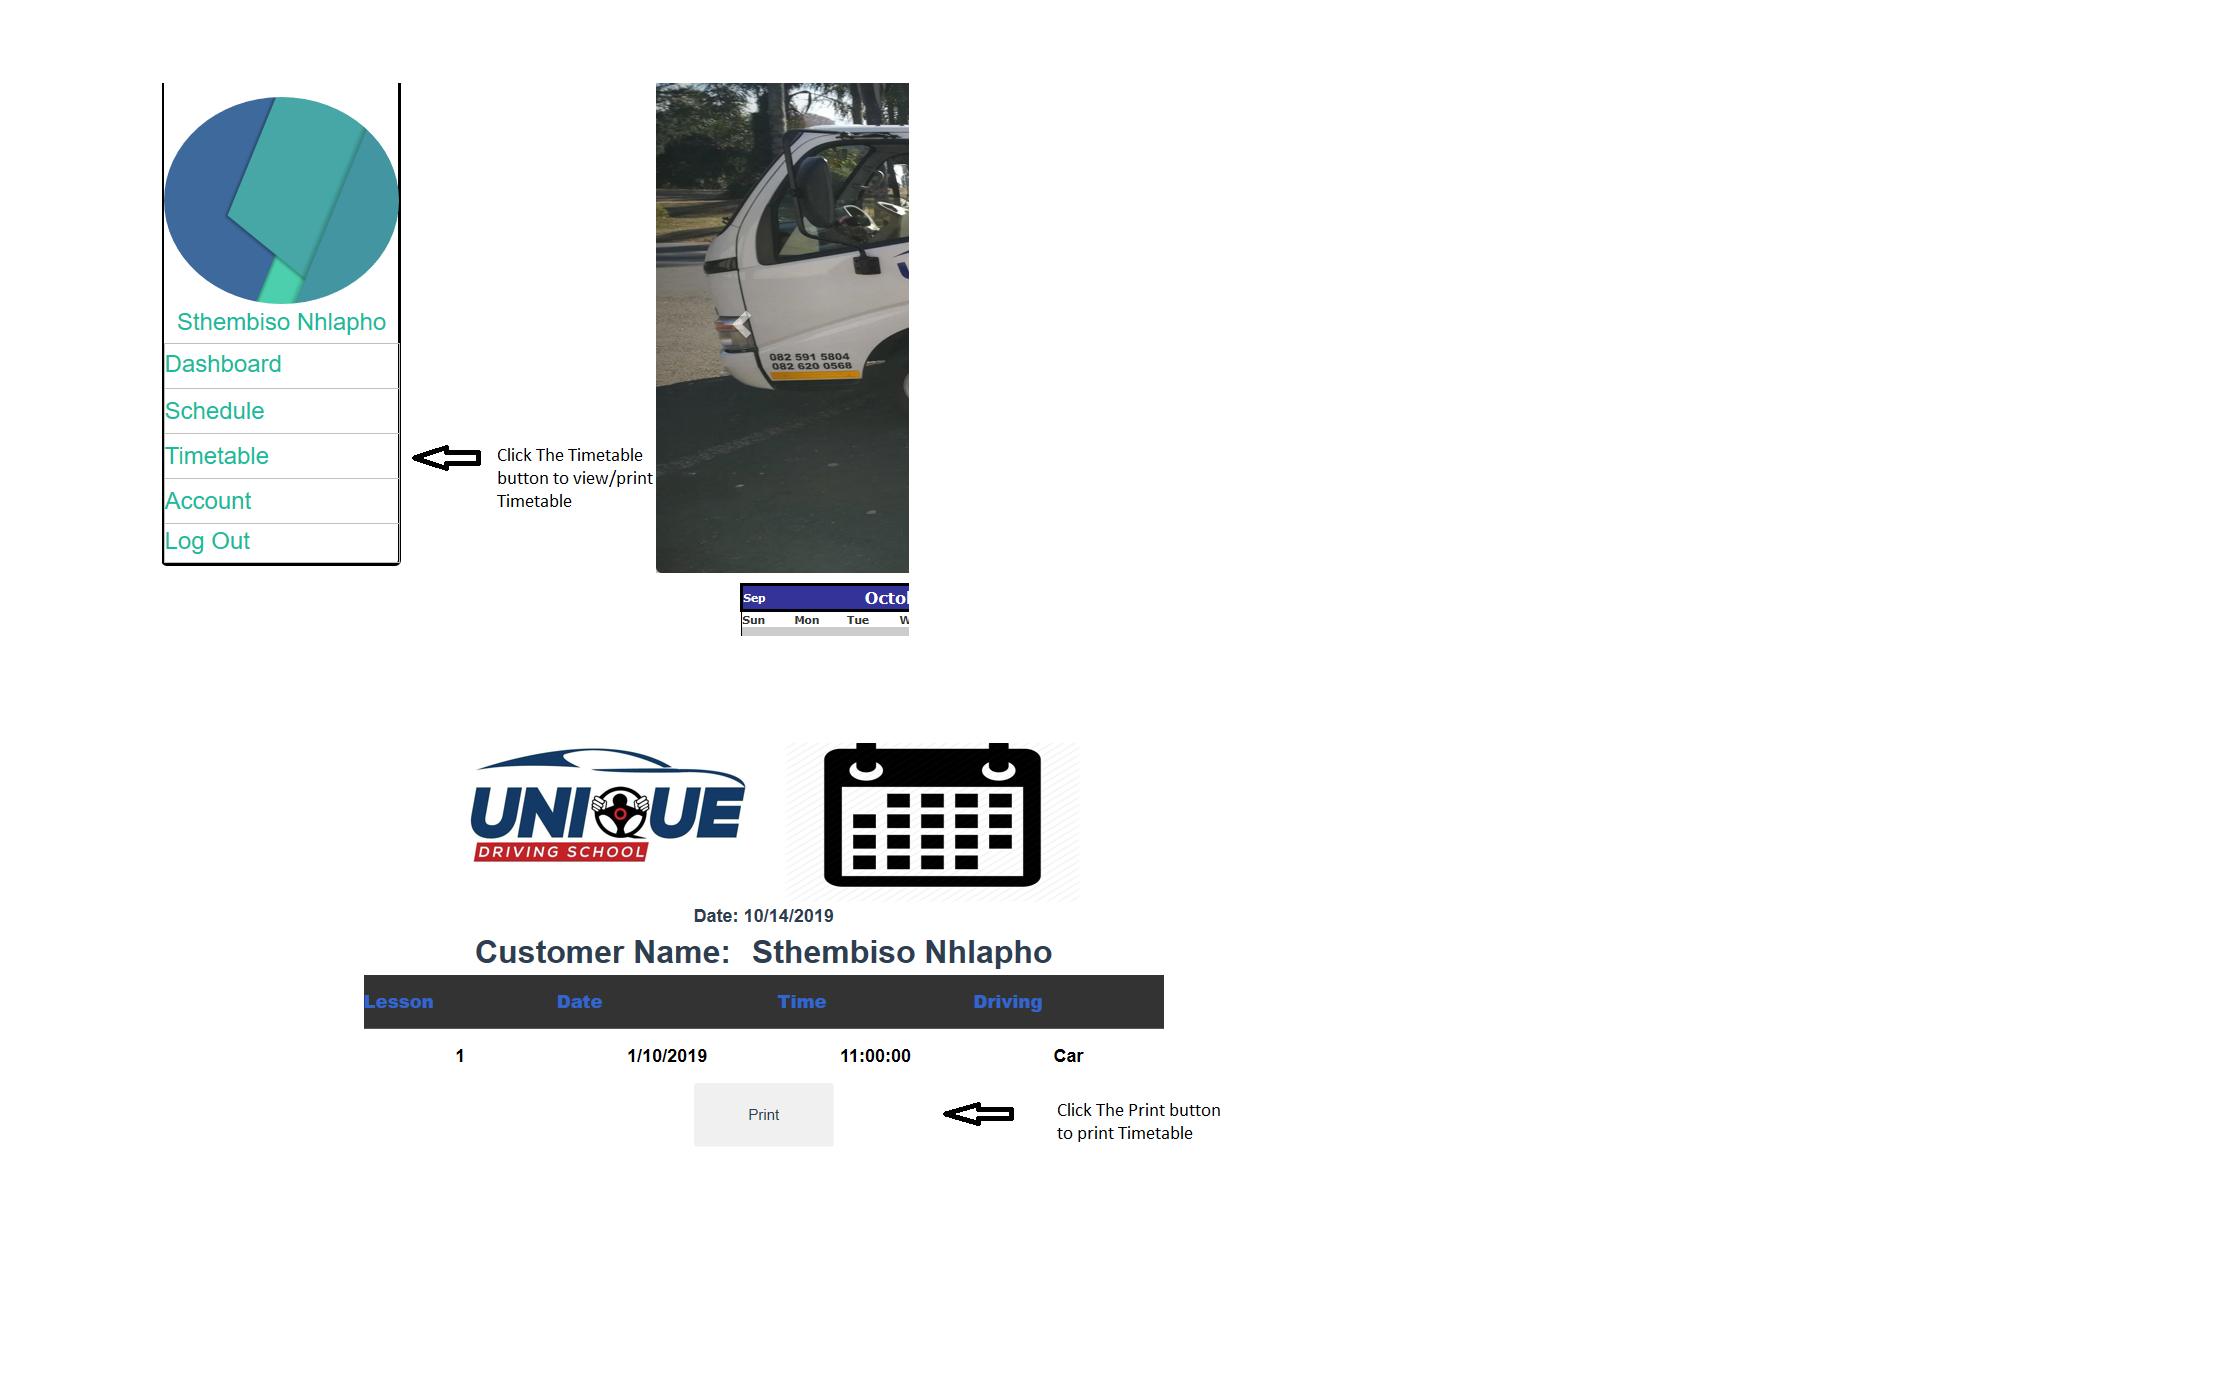 Sthembiso Nhlapho
Dashboard
Schedule
Timetable
Account
Log Out
Click The Timetable
button to view/print
Timetable
082 591 5804
082 620 0568
Sep
Sun Mon Tue
UNIQUE
DRIVING SCHOOL
Date: 10/14/2019
Customer Name: Sthembiso Nhlapho
Lesson Date Time Driving
1 1/10/2019 11:00:00 Car
Print
Click The Print button
to print Timetable